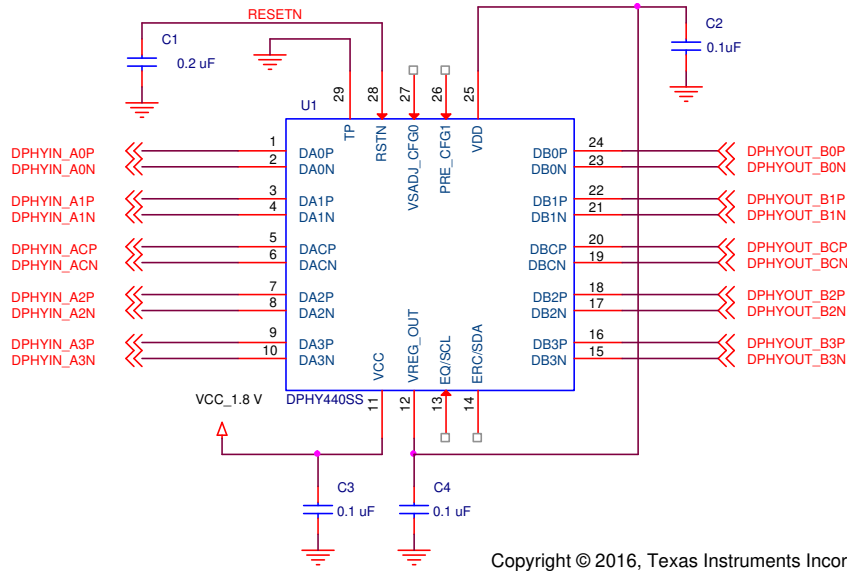 RESETN
C1
0.2 uF
C2
0.1uF
29
28
27
26
25
U1
TP
RSTN
VSADJ_CFG0
PRE_CFG1
VDD
DPHYIN_A0P
1
DA0P
DB0P
24
DPHYOUT_B0P
DPHYIN_A0N
2
DA0N
DB0N
23
DPHYOUT_B0N
DPHYIN_A1P
3
DA1P
DB1P
22
DPHYOUT_B1P
DPHYIN_A1N
4
DA1N
DB1N
21
DPHYOUT_B1N
DPHYIN_ACP
5
DACP
DBCP
20
DPHYOUT_BCP
DPHYIN_ACN
6
DACN
DBCN
19
DPHYOUT_BCN
DPHYIN_A2P
7
DA2P
DB2P
18
DPHYOUT_B2P
DPHYIN_A2N
8
DA2N
DB2N
17
DPHYOUT_B2N
DPHYIN_A3P
9
DA3P
DB3P
16
DPHYOUT_B3P
DPHYIN_A3N
10
DA3N
DB3N
15
DPHYOUT_B3N
VCC
VREG_OUT
EQ/SCL
ERC/SDA
VCC_1.8 V
DPHY440SS
11
12
13
14
C3
0.1 uF
C4
0.1 uF
Copyright © 2016, Texas Instruments Incor